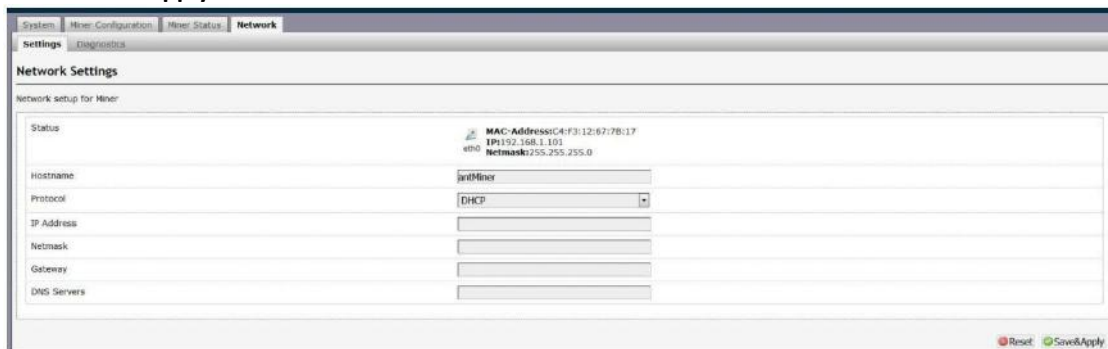 System Miner Configuration Miner Status Network
Settings Diagnostics
Network Settings
Network setup for Miner
Status
MAC-Address:C4:F3:12:67:7B:17
IP:192.168.1.101
eth0
Netmask:255.255.255.0
Hostname antMiner
Protocol DHCP
IP Address
Netmask
Gateway
DNS Servers
Reset Save&Apply